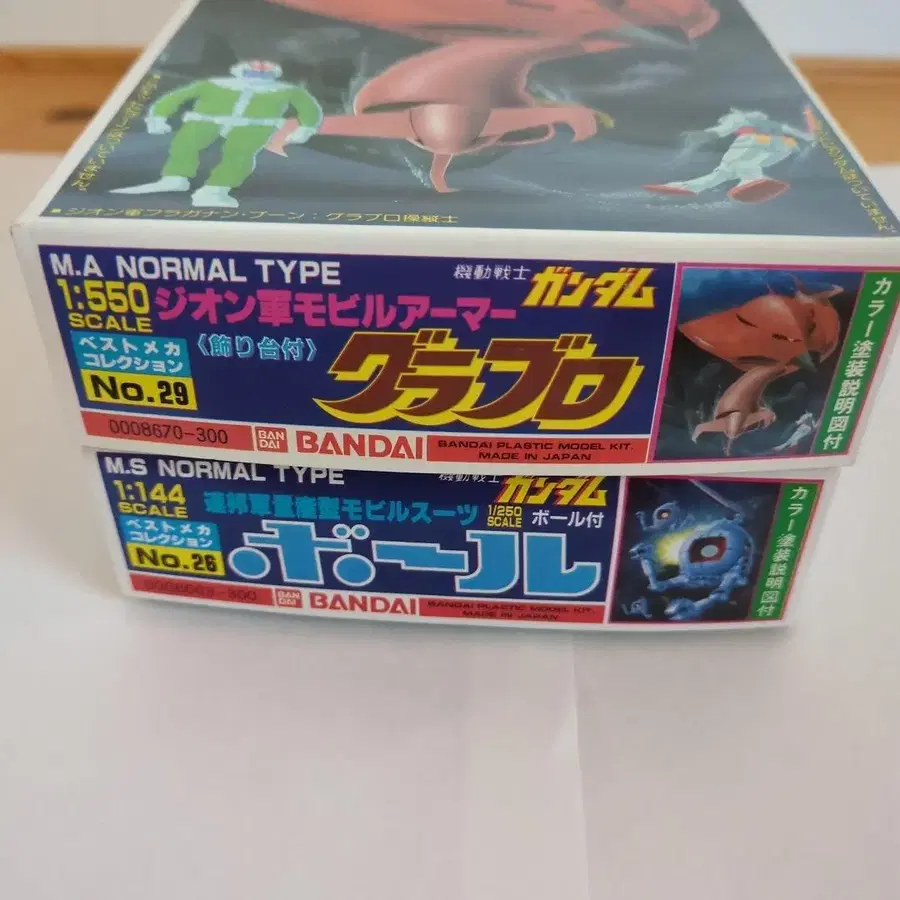 ■ジオン軍フラガナン・ブーン:グラブロ操縦士
M.A NORMAL TYPE
機動戦士
ガンダム
1:550
SCALE
ジオン軍モビルアーマー
ベストメカ
コレクション
〈飾り台付〉
グラブロ
No.29
0008670-300
BAN
DAI
BANDAI
BANDAI PLASTIC MODEL KIT.
MADE IN JAPAN
カラー塗装説明図付
M.S NORMAL TYPE
機動戦士
ガンダム
1:144
SCALE
連邦軍量産型モビルスーツ
1/250
SCALE
ボール付
ベストメカ
コレクション
ボール
No.26
BAN
DAI
BANDAI
BANDAI PLASTIC MODEL KIT.
MADE IN JAPAN
カラー塗装説明図付